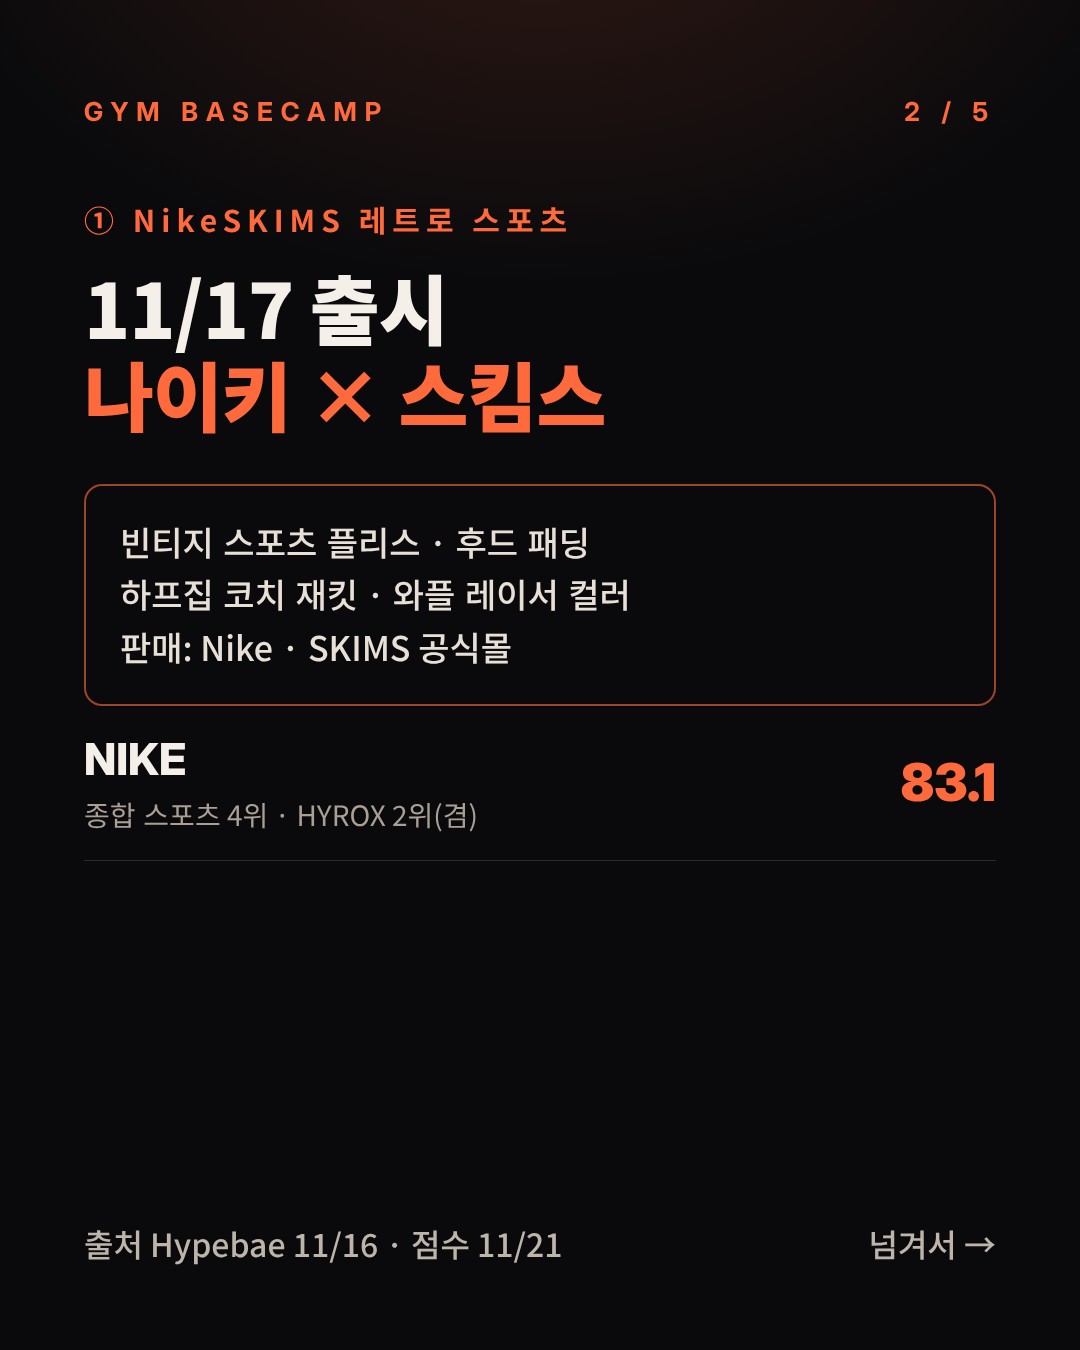 GYM BASECAMP
2 / 5
① NikeSKIMS 레트로 스포츠
11/17 출시
나이키 × 스킴스
빈티지 스포츠 플리스 · 후드 패딩
하프집 코치 재킷 · 와플 레이서 컬러
판매: Nike · SKIMS 공식몰
NIKE
83.1
종합 스포츠 4위 · HYROX 2위(겸)
출처 Hypebae 11/16 · 점수 11/21
넘겨서 →